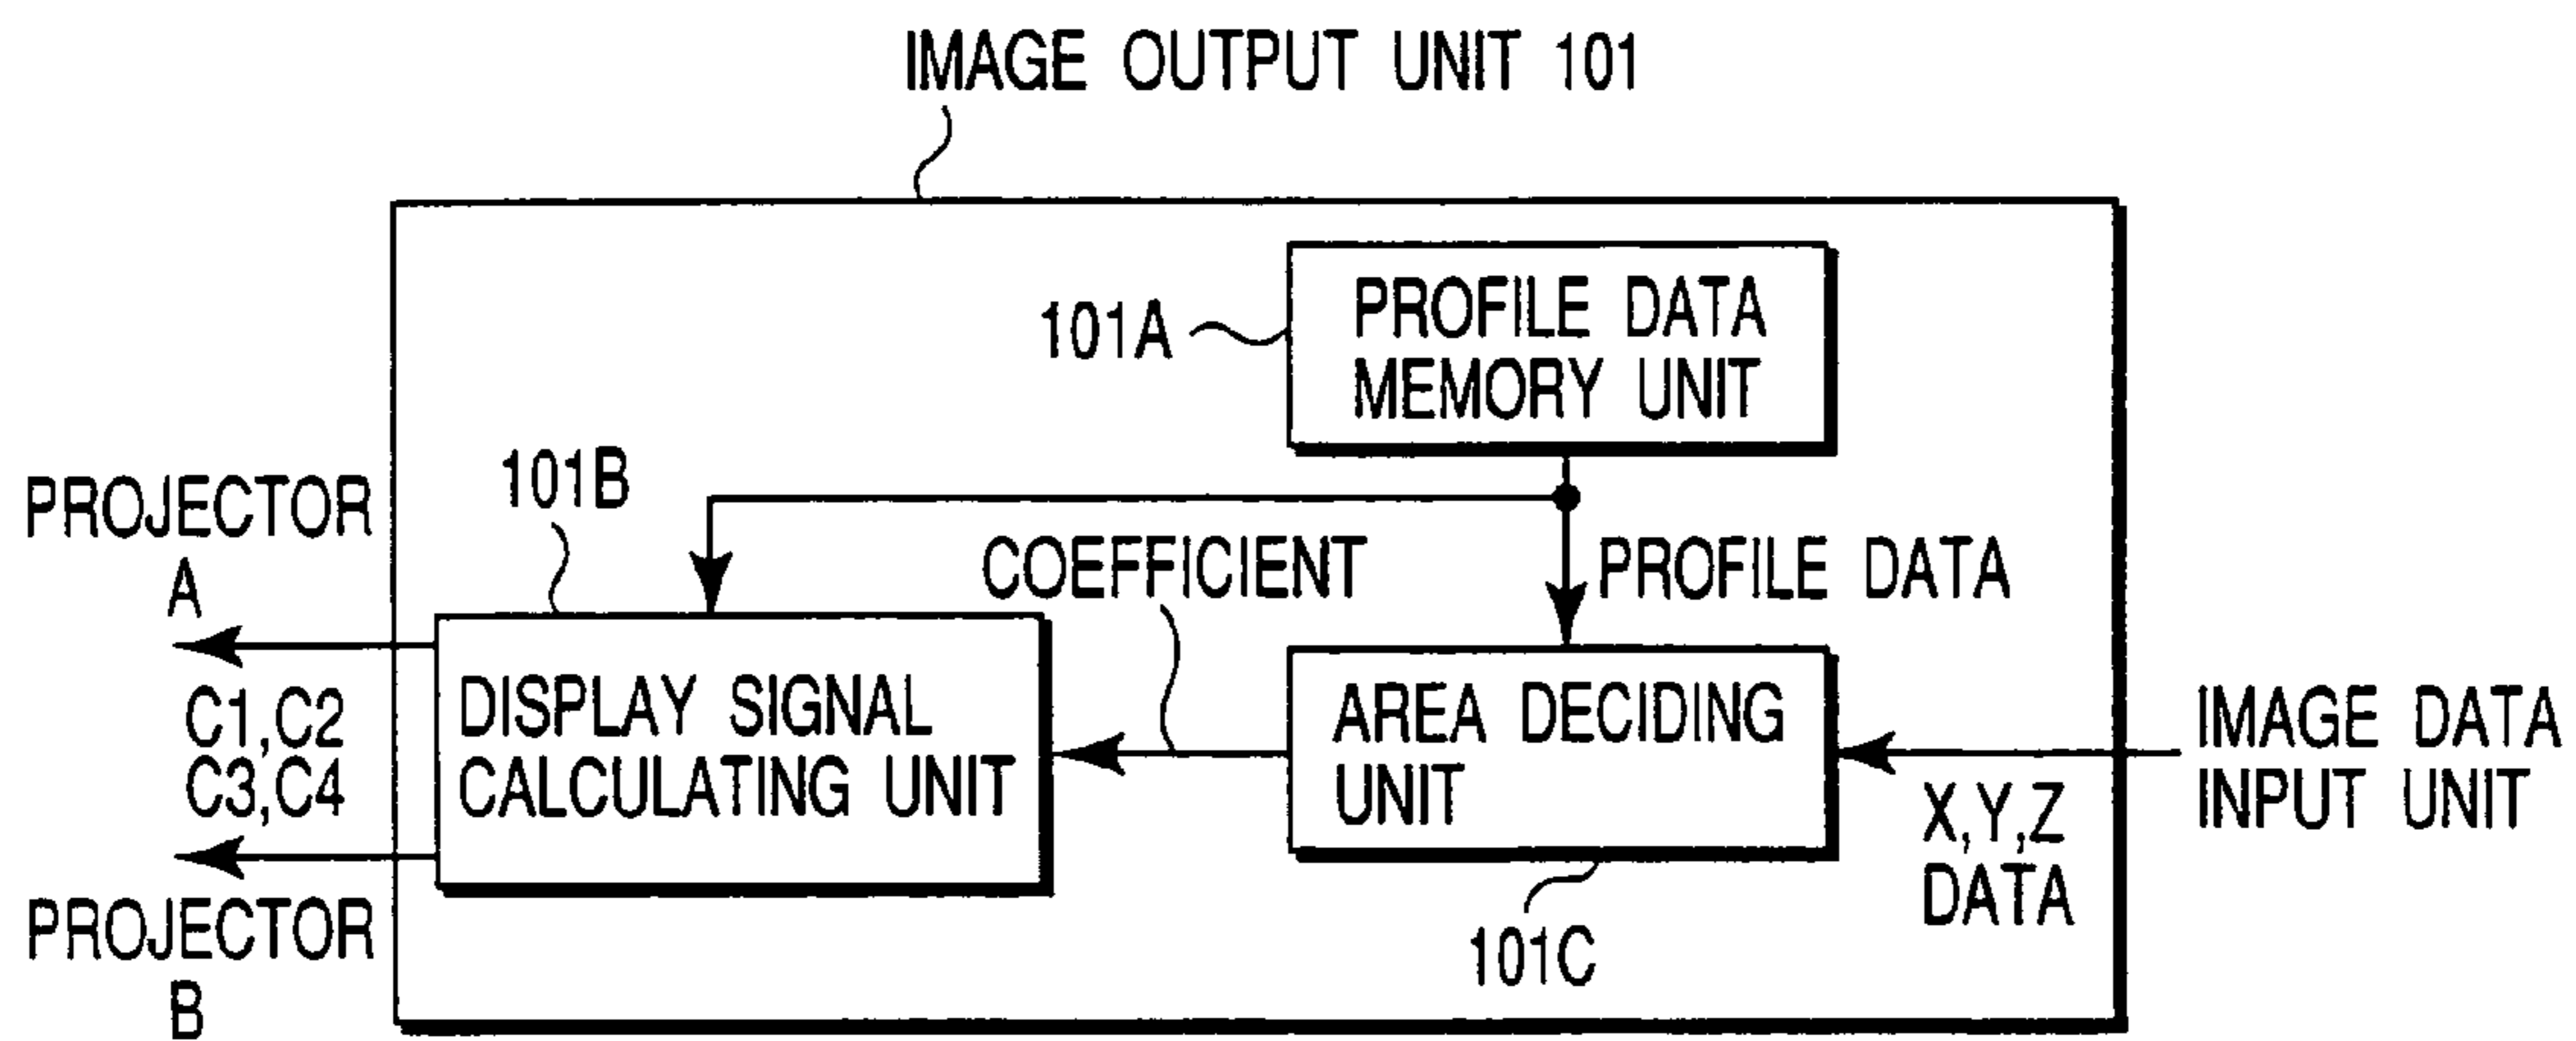 IMAGE OUTPUT UNIT 101
101A
PROFILE DATA
MEMORY UNIT
101B
PROJECTOR
A
COEFFICIENT
PROFILE DATA
C1,C2
C3,C4
DISPLAY SIGNAL
CALCULATING UNIT
AREA DECIDING
UNIT
IMAGE DATA
INPUT UNIT
X,Y,Z
DATA
PROJECTOR
B
101C